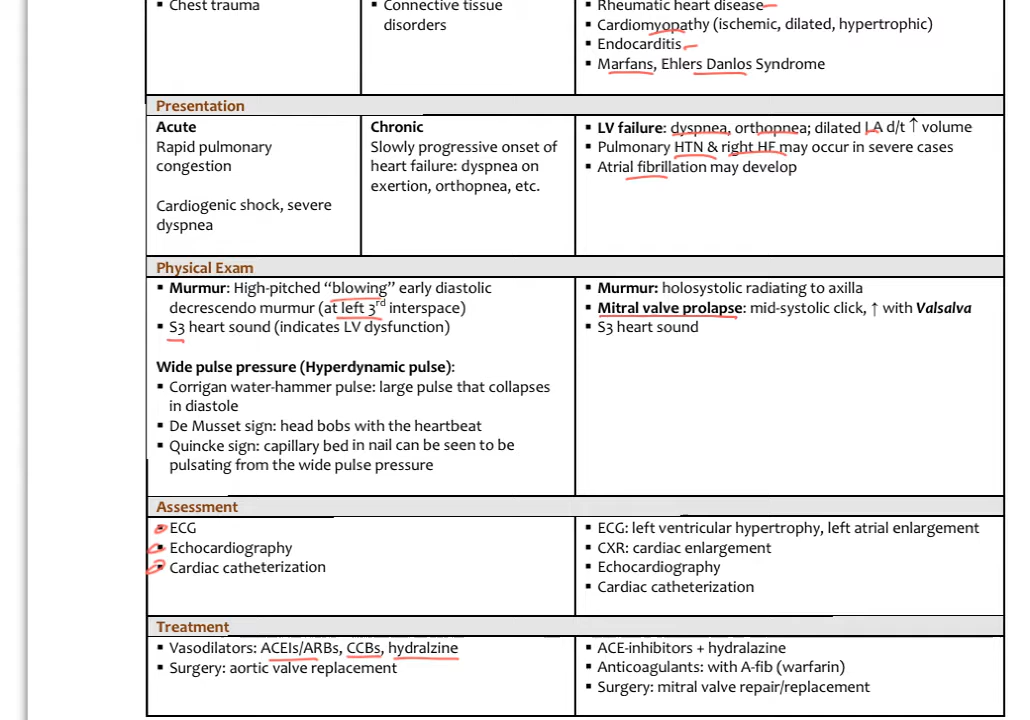 ▪ Chest trauma
▪ Connective tissue
disorders
▪ Rheumatic heart disease
▪ Cardiomyopathy (ischemic, dilated, hypertrophic)
▪ Endocarditis
▪ Marfans, Ehlers Danlos Syndrome
Presentation
Acute
Rapid pulmonary
congestion
Cardiogenic shock, severe
dyspnea
Chronic
Slowly progressive onset of
heart failure: dyspnea on
exertion, orthopnea, etc.
▪ LV failure: dyspnea, orthopnea; dilated LA d/t ↑ volume
▪ Pulmonary HTN & right HF may occur in severe cases
▪ Atrial fibrillation may develop
Physical Exam
▪ Murmur: High-pitched “blowing” early diastolic
decrescendo murmur (at left 3rd interspace)
▪ S3 heart sound (indicates LV dysfunction)
Wide pulse pressure (Hyperdynamic pulse):
▪ Corrigan water-hammer pulse: large pulse that collapses
in diastole
▪ De Musset sign: head bobs with the heartbeat
▪ Quincke sign: capillary bed in nail can be seen to be
pulsating from the wide pulse pressure
▪ Murmur: holosystolic radiating to axilla
▪ Mitral valve prolapse: mid-systolic click, ↑ with Valsalva
▪ S3 heart sound
Assessment
▪ ECG
▪ Echocardiography
▪ Cardiac catheterization
▪ ECG: left ventricular hypertrophy, left atrial enlargement
▪ CXR: cardiac enlargement
▪ Echocardiography
▪ Cardiac catheterization
Treatment
▪ Vasodilators: ACEIs/ARBs, CCBs, hydralzine
▪ Surgery: aortic valve replacement
▪ ACE-inhibitors + hydralazine
▪ Anticoagulants: with A-fib (warfarin)
▪ Surgery: mitral valve repair/replacement